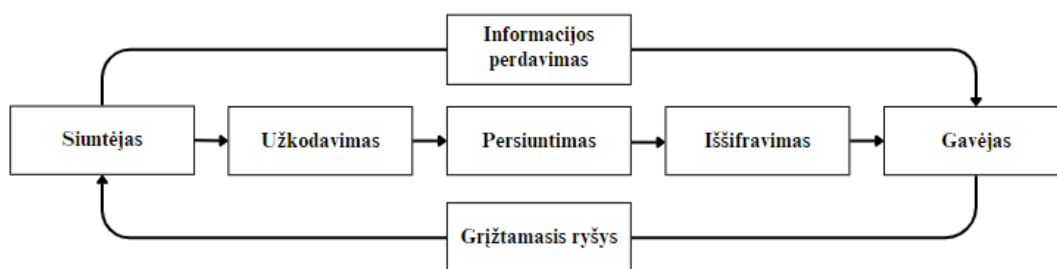 Informacijos
perdavimas
Siuntėjas
Užkodavimas
Persiuntimas
Iššifravimas
Gavėjas
Grįžtamasis ryšys